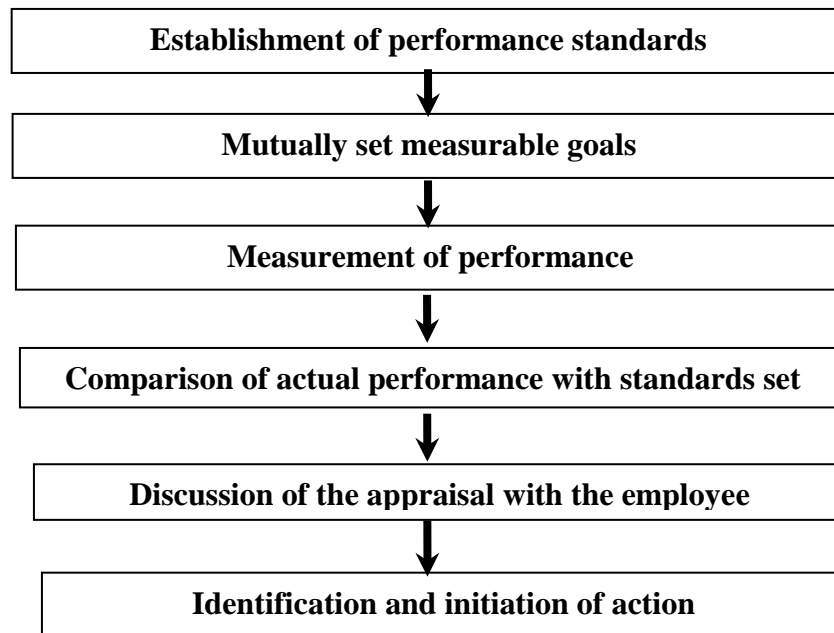 Establishment of performance standards
Mutually set measurable goals
Measurement of performance
Comparison of actual performance with standards set
Discussion of the appraisal with the employee
Identification and initiation of action